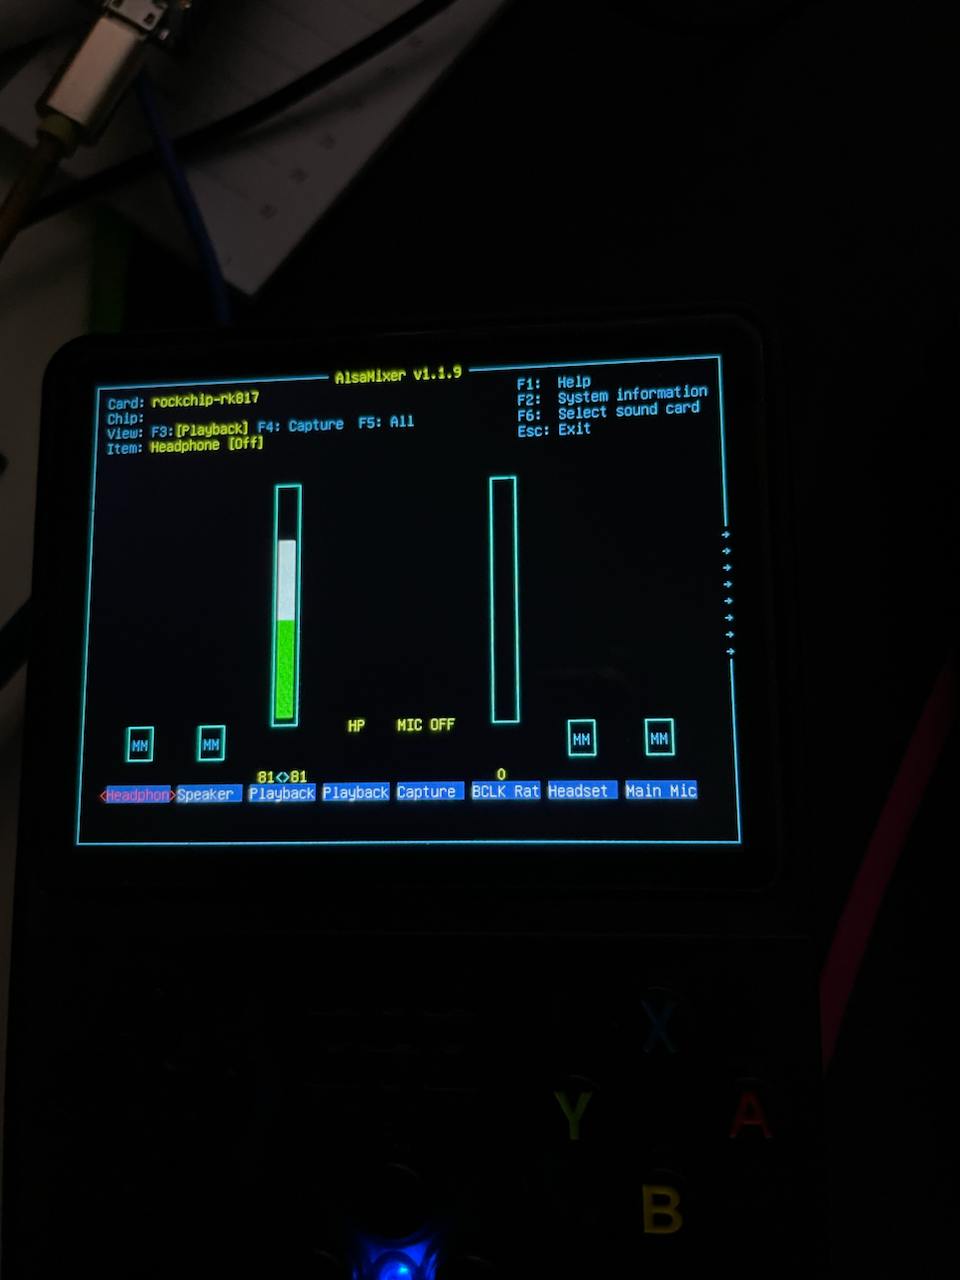 AlsaMixer v1.1.9
Card: rockchip-rk817
Chip:
View: F3:[Playback] F4: Capture F5: All
Item: Headphone [Off]
F1: Help
F2: System information
F6: Select sound card
Esc: Exit
MM MM HP MIC OFF MM MM
81<>81 0
<Headphon>Speaker Playback Playback Capture BCLK Rat Headset Main Mic
X
Y A
B